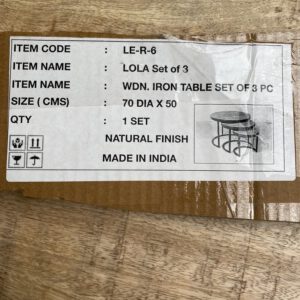 ITEM CODE : LE-R-6
ITEM NAME : LOLA Set of 3
ITEM NAME : WDN. IRON TABLE SET OF 3 PC
SIZE ( CMS) : 70 DIA X 50
QTY : 1 SET
NATURAL FINISH
MADE IN INDIA